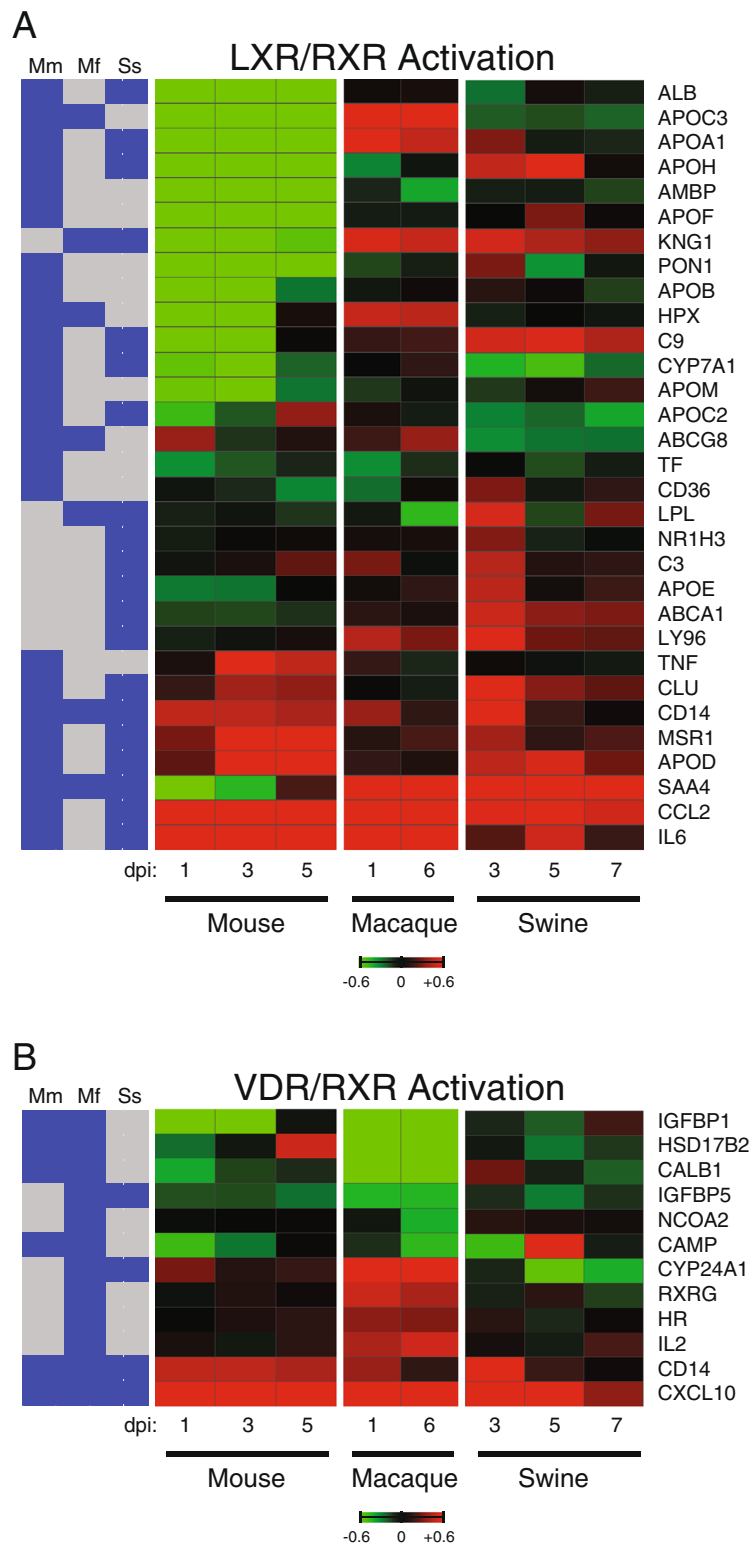 A
LXR/RXR Activation
Mm Mf Ss
ALB
APOC3
APOA1
APOH
AMBP
APOF
KNG1
PON1
APOB
HPX
C9
CYP7A1
APOM
APOC2
ABCG8
TF
CD36
LPL
NR1H3
C3
APOE
ABCA1
LY96
TNF
CLU
CD14
MSR1
APOD
SAA4
CCL2
IL6
dpi: 1 3 5 1 6 3 5 7
Mouse Macaque Swine
-0.6 0 +0.6
B
VDR/RXR Activation
Mm Mf Ss
IGFBP1
HSD17B2
CALB1
IGFBP5
NCOA2
CAMP
CYP24A1
RXRG
HR
IL2
CD14
CXCL10
dpi: 1 3 5 1 6 3 5 7
Mouse Macaque Swine
-0.6 0 +0.6